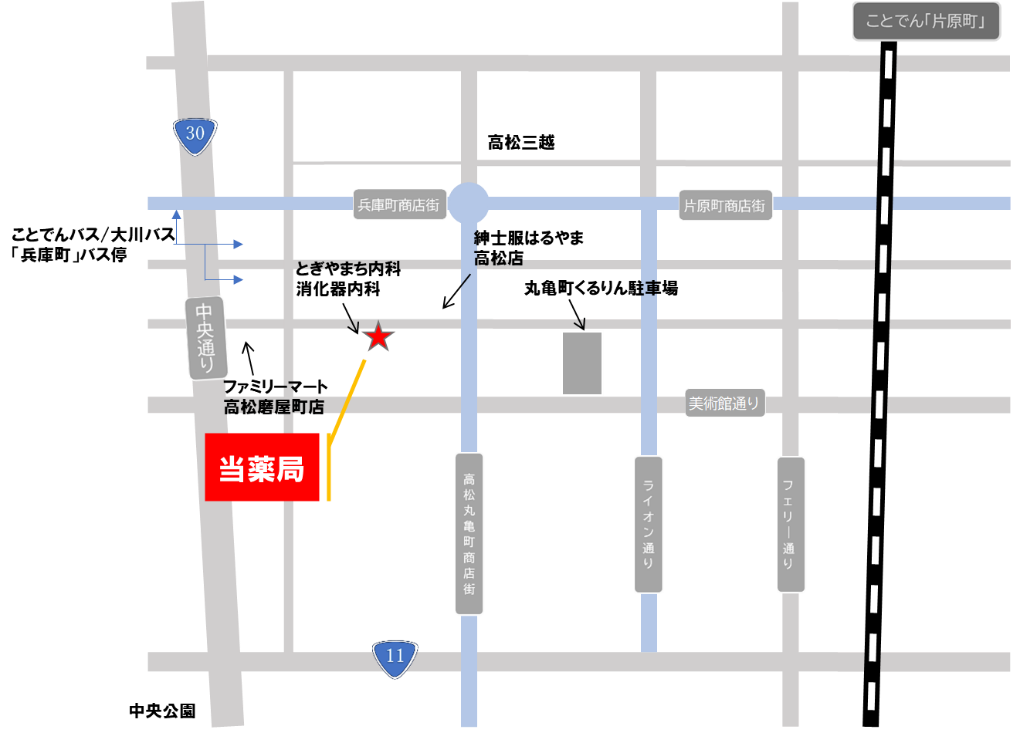 ことでん「片原町」
30
高松三越
兵庫町商店街
片原町商店街
ことでんバス/大川バス
「兵庫町」バス停
紳士服はるやま
高松店
とぎやまち内科
消化器内科
丸亀町くるりん駐車場
中央通り
ファミリーマート
高松磨屋町店
美術館通り
当薬局
高松丸亀町商店街
ライオン通り
フェリー通り
11
中央公園